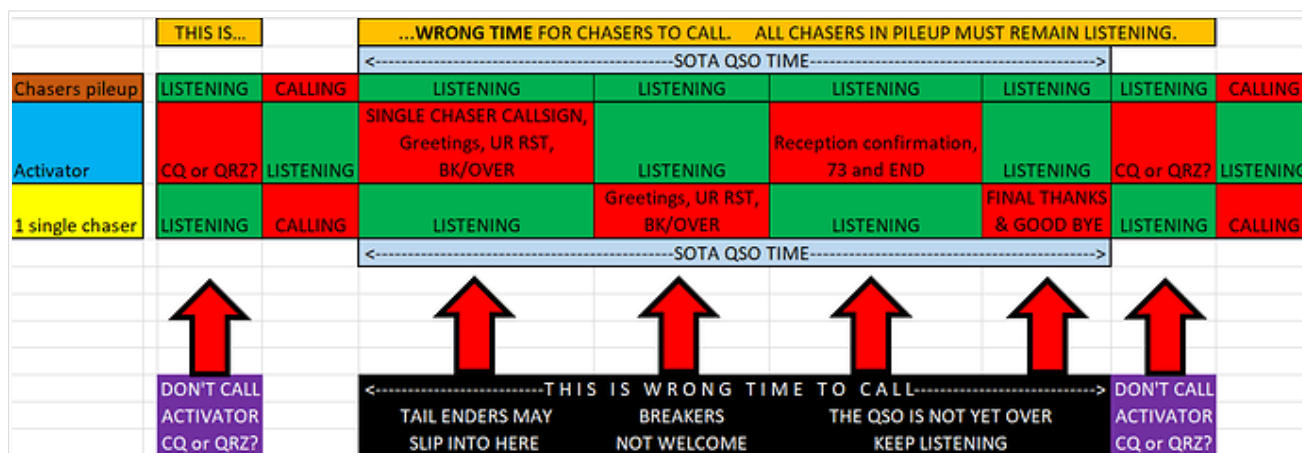 THIS IS...
...WRONG TIME FOR CHASERS TO CALL. ALL CHASERS IN PILEUP MUST REMAIN LISTENING.
<-----------------------------------------SOTA QSO TIME--------------------------------------->
Chasers pileup LISTENING CALLING LISTENING LISTENING LISTENING LISTENING LISTENING CALLING
SINGLE CHASER CALLSIGN,
Greetings, UR RST,
BK/OVER
Reception confirmation,
73 and END
Activator CQ or QRZ? LISTENING LISTENING LISTENING CQ or QRZ? LISTENING
Greetings, UR RST,
BK/OVER
FINAL THANKS
& GOOD BYE
1 single chaser LISTENING CALLING LISTENING LISTENING LISTENING CALLING
<-----------------------------------------SOTA QSO TIME--------------------------------------->
DON'T CALL
ACTIVATOR
CQ or QRZ?
<-------------------------THIS IS WRONG TIME TO CALL---------------------------->
TAIL ENDERS MAY
SLIP INTO HERE
BREAKERS
NOT WELCOME
THE QSO IS NOT YET OVER
KEEP LISTENING
DON'T CALL
ACTIVATOR
CQ or QRZ?